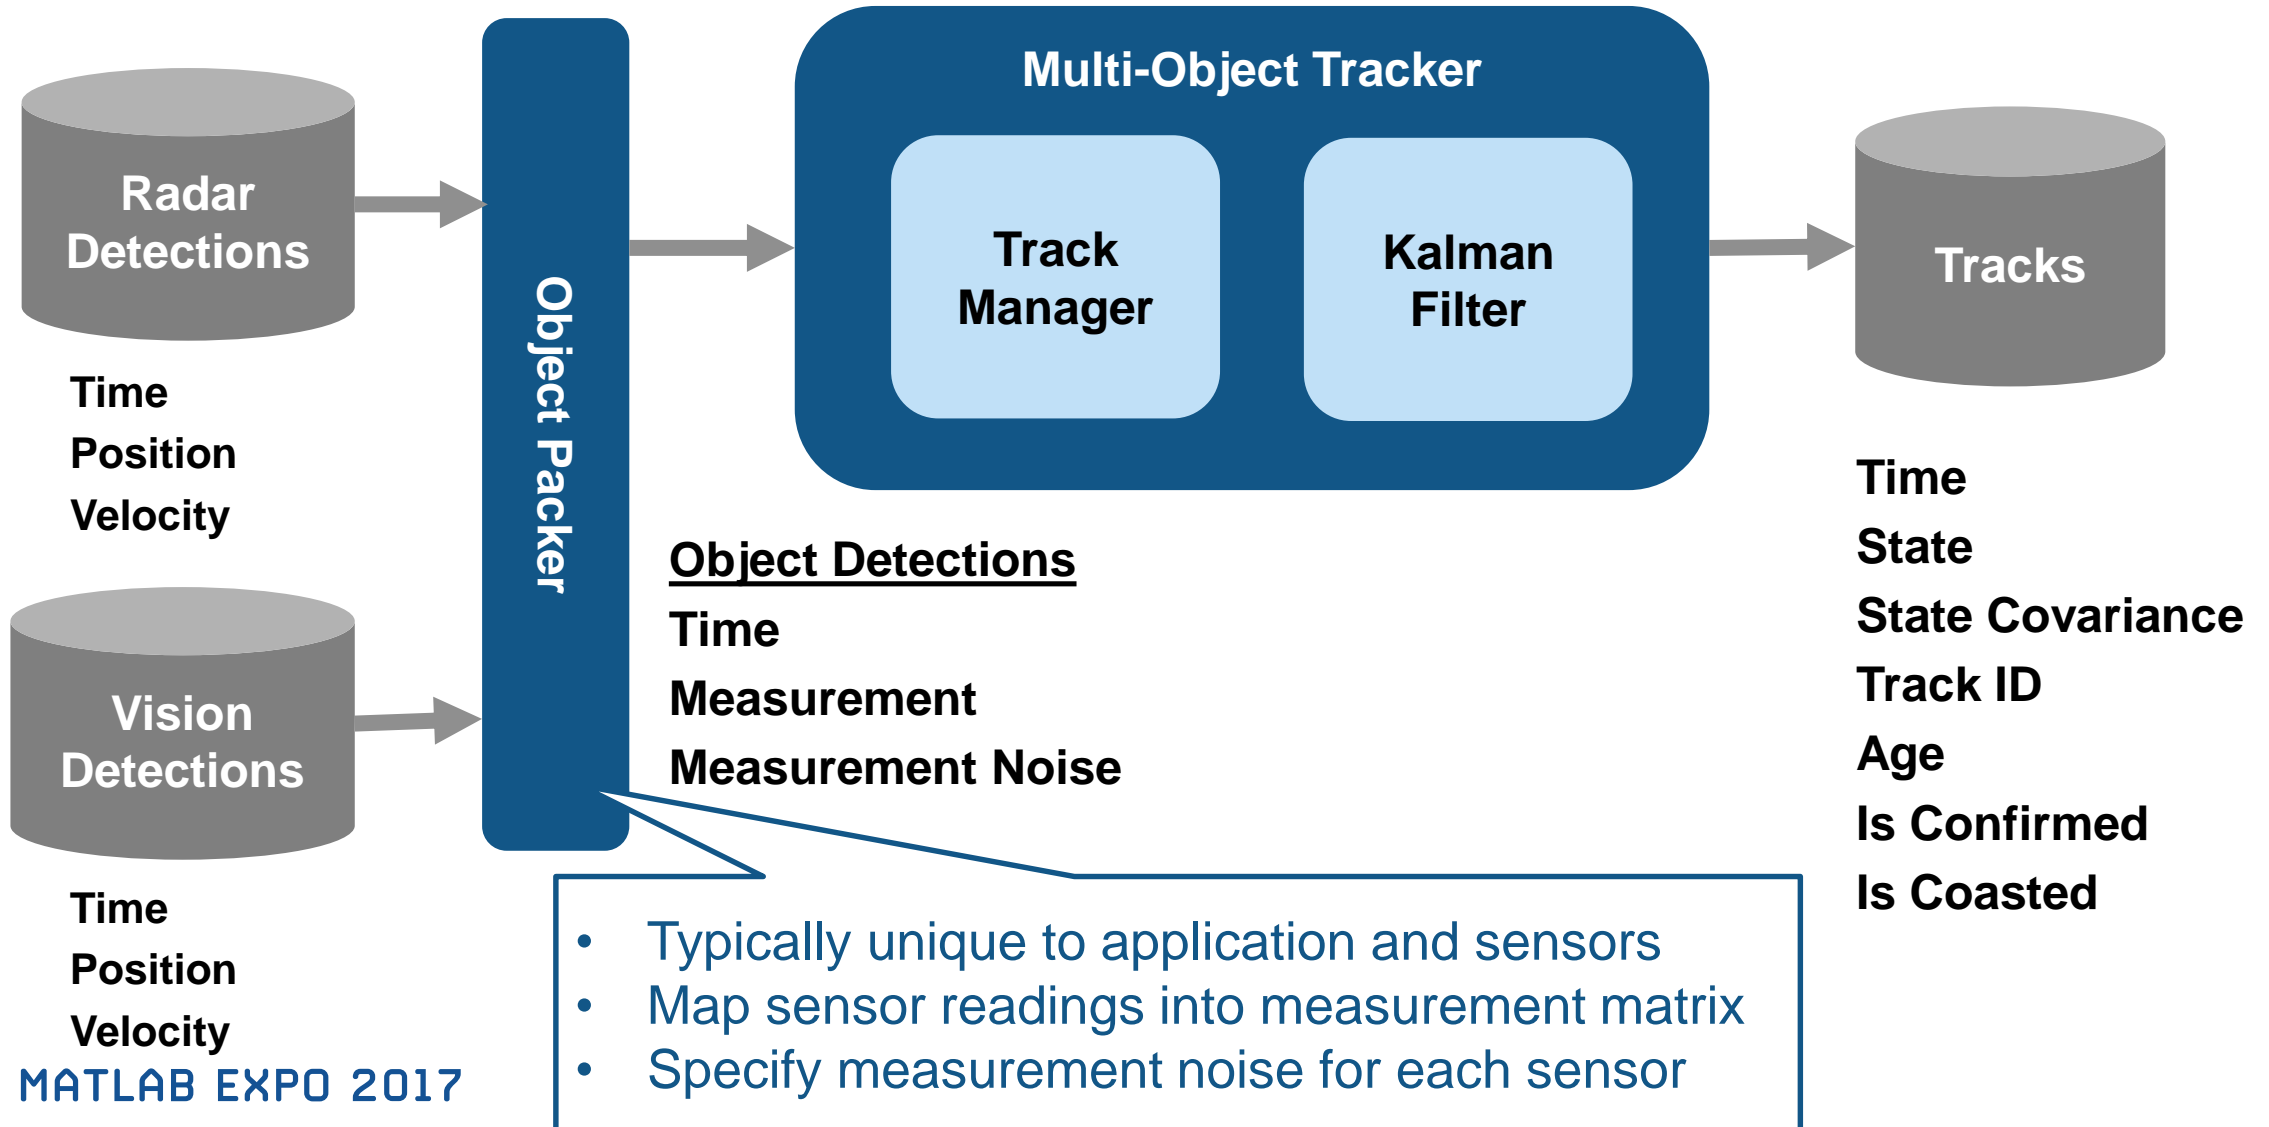 Radar
Detections
Time
Position
Velocity
Vision
Detections
Time
Position
Velocity
Object Packer
Multi-Object Tracker
Track
Manager
Kalman
Filter
Object Detections
Time
Measurement
Measurement Noise
Tracks
Time
State
State Covariance
Track ID
Age
Is Confirmed
Is Coasted
• Typically unique to application and sensors
• Map sensor readings into measurement matrix
• Specify measurement noise for each sensor
MATLAB EXPO 2017